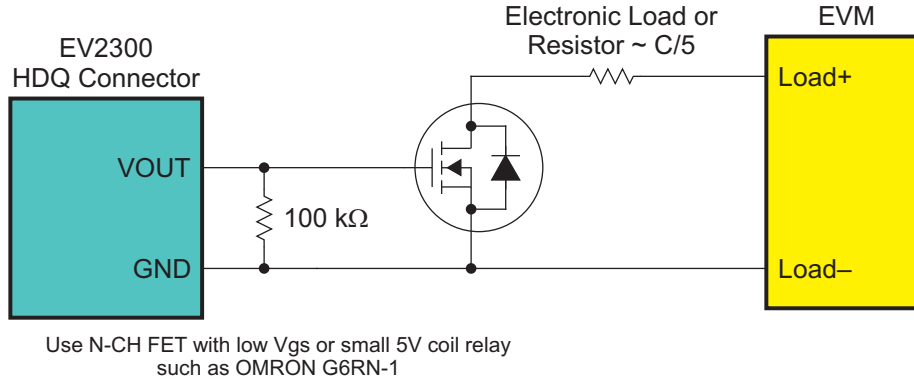 Electronic Load or
Resistor ~ C/5
EVM
EV2300
HDQ Connector
Load+
VOUT
100 kΩ
GND
Load–
Use N-CH FET with low Vgs or small 5V coil relay
such as OMRON G6RN-1